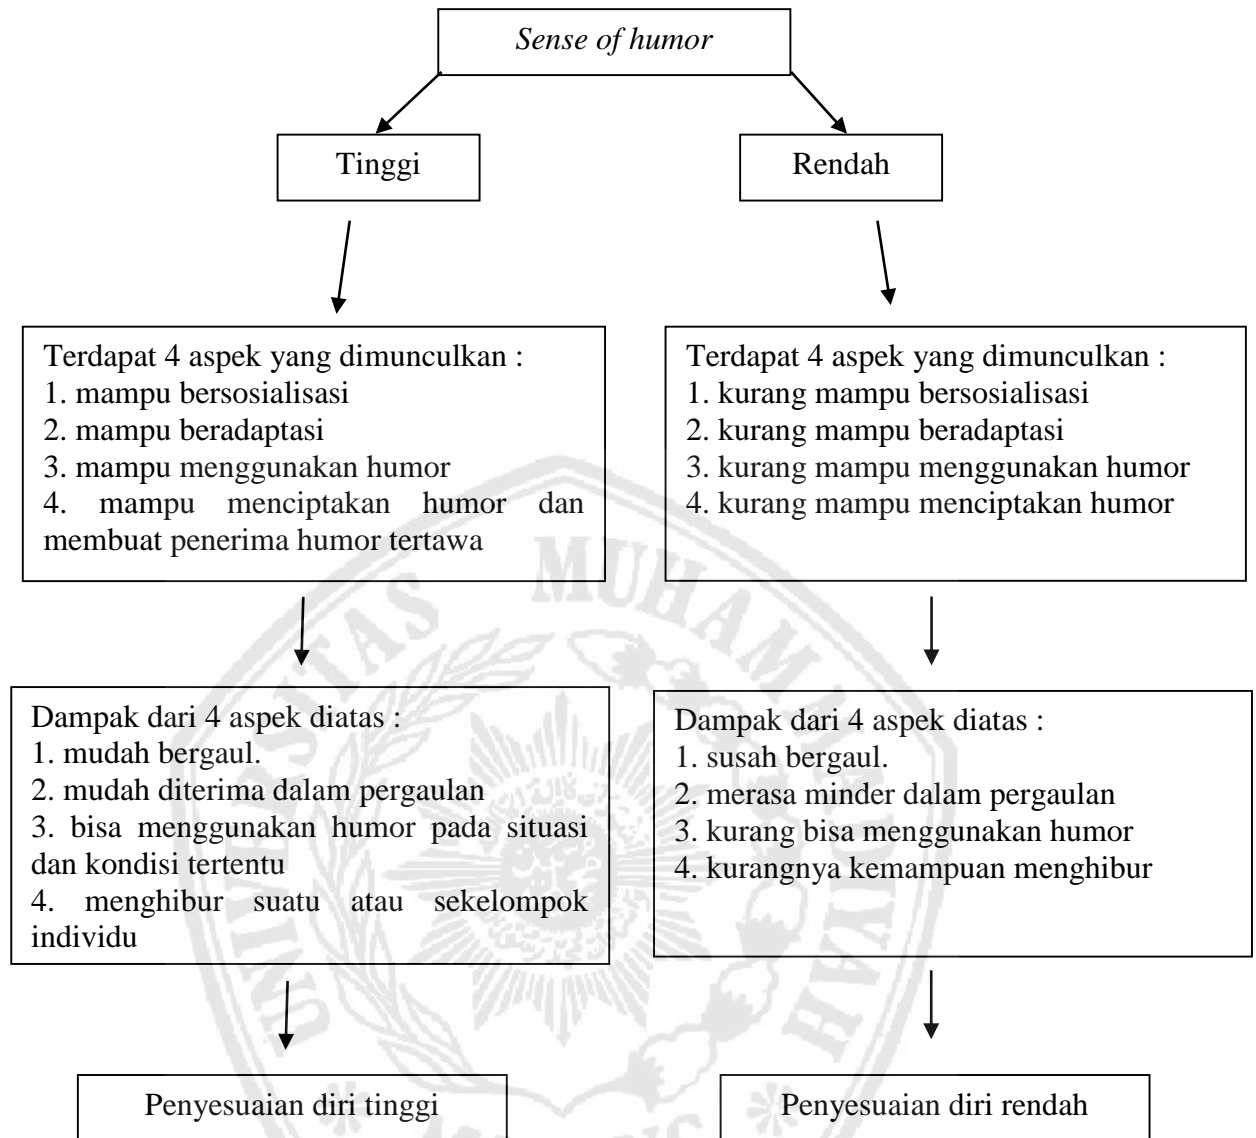 Sense of humor
Tinggi
Rendah
Terdapat 4 aspek yang dimunculkan :
1. mampu bersosialisasi
2. mampu beradaptasi
3. mampu menggunakan humor
4. mampu menciptakan humor dan
membuat penerima humor tertawa
Terdapat 4 aspek yang dimunculkan :
1. kurang mampu bersosialisasi
2. kurang mampu beradaptasi
3. kurang mampu menggunakan humor
4. kurang mampu menciptakan humor
Dampak dari 4 aspek diatas :
1. mudah bergaul.
2. mudah diterima dalam pergaulan
3. bisa menggunakan humor pada situasi
dan kondisi tertentu
4. menghibur suatu atau sekelompok
individu
Dampak dari 4 aspek diatas :
1. susah bergaul.
2. merasa minder dalam pergaulan
3. kurang bisa menggunakan humor
4. kurangnya kemampuan menghibur
Penyesuaian diri tinggi
Penyesuaian diri rendah
UNIVERSITAS MUHAMMADIYAH